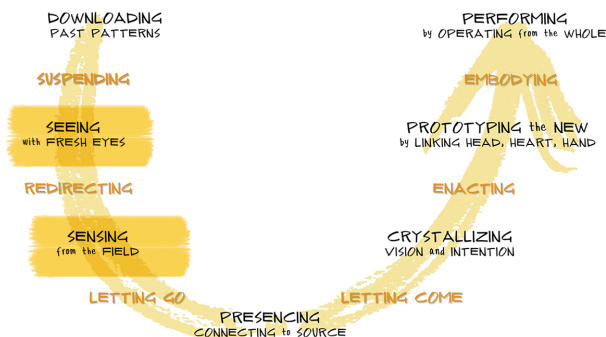 DOWNLOADING
PAST PATTERNS
SUSPENDING
SEEING
with FRESH EYES
REDIRECTING
SENSING
from the FIELD
LETTING GO
PRESENCING
CONNECTING to SOURCE
LETTING COME
CRYSTALLIZING
VISION and INTENTION
ENACTING
PROTOTYPING the NEW
by LINKING HEAD, HEART, HAND
EMBODYING
PERFORMING
by OPERATING from the WHOLE